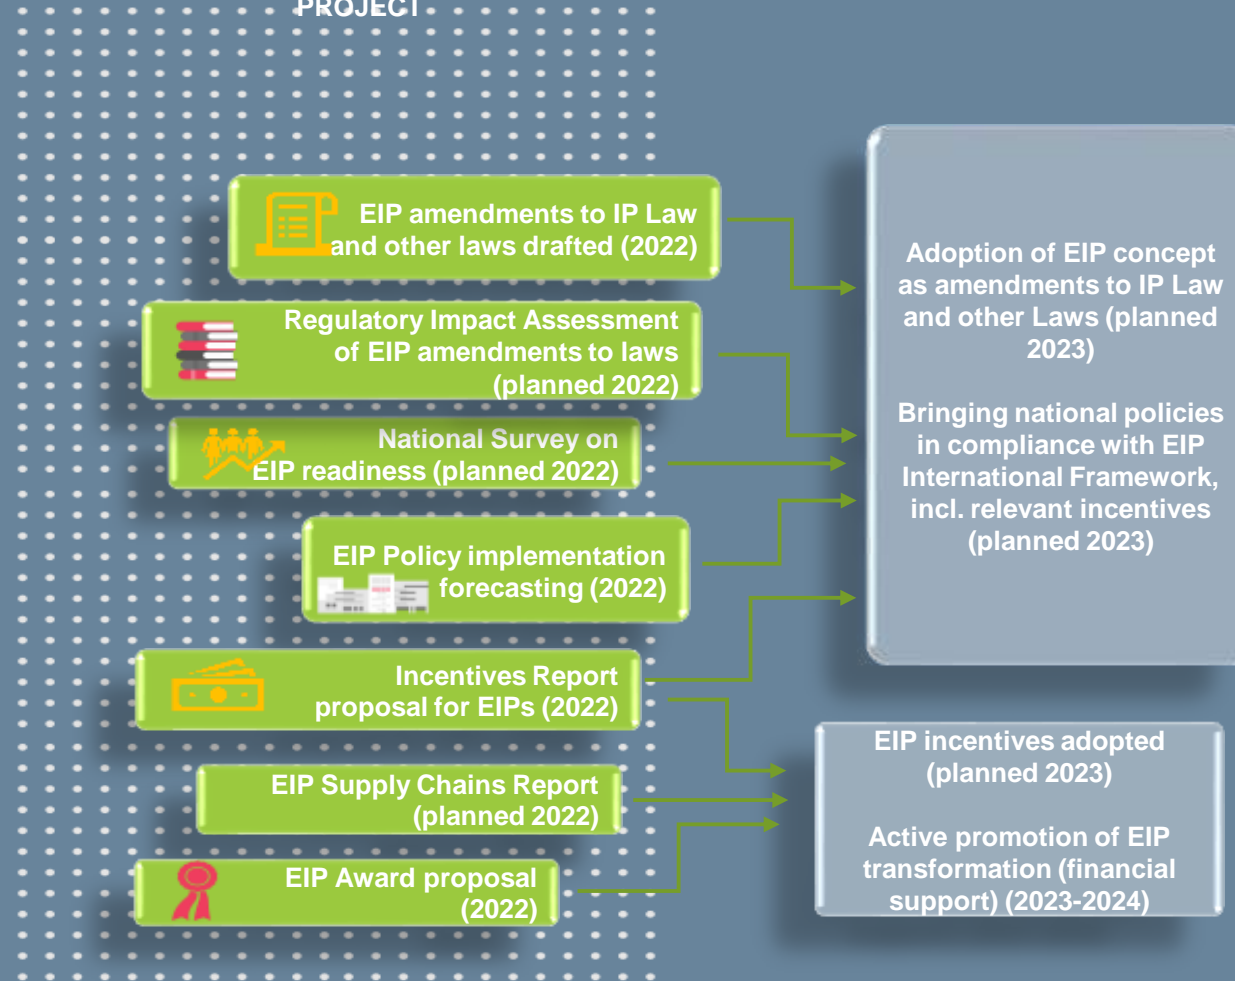 PROJECT
EIP amendments to IP Law
and other laws drafted (2022)
Regulatory Impact Assessment
of EIP amendments to laws
(planned 2022)
National Survey on
EIP readiness (planned 2022)
EIP Policy implementation
forecasting (2022)
Incentives Report
proposal for EIPs (2022)
EIP Supply Chains Report
(planned 2022)
EIP Award proposal
(2022)
Adoption of EIP concept
as amendments to IP Law
and other Laws (planned
2023)
Bringing national policies
in compliance with EIP
International Framework,
incl. relevant incentives
(planned 2023)
EIP incentives adopted
(planned 2023)
Active promotion of EIP
transformation (financial
support) (2023-2024)